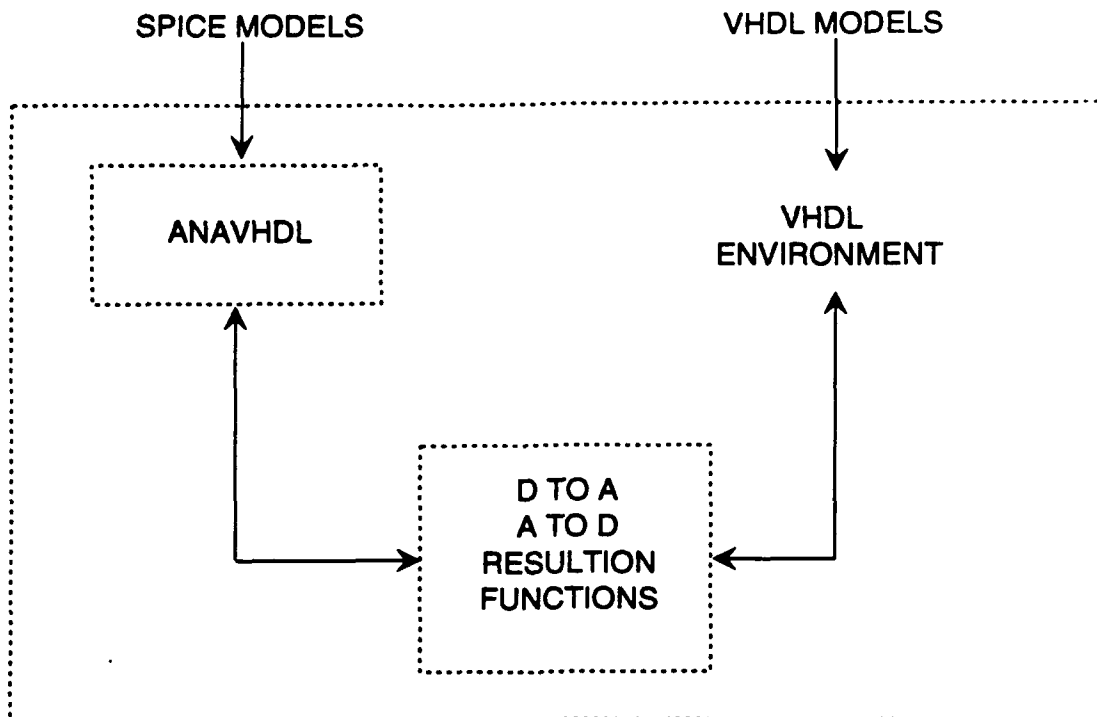 SPICE MODELS
VHDL MODELS
ANAVHDL
VHDL
ENVIRONMENT
D TO A
A TO D
RESULTION
FUNCTIONS